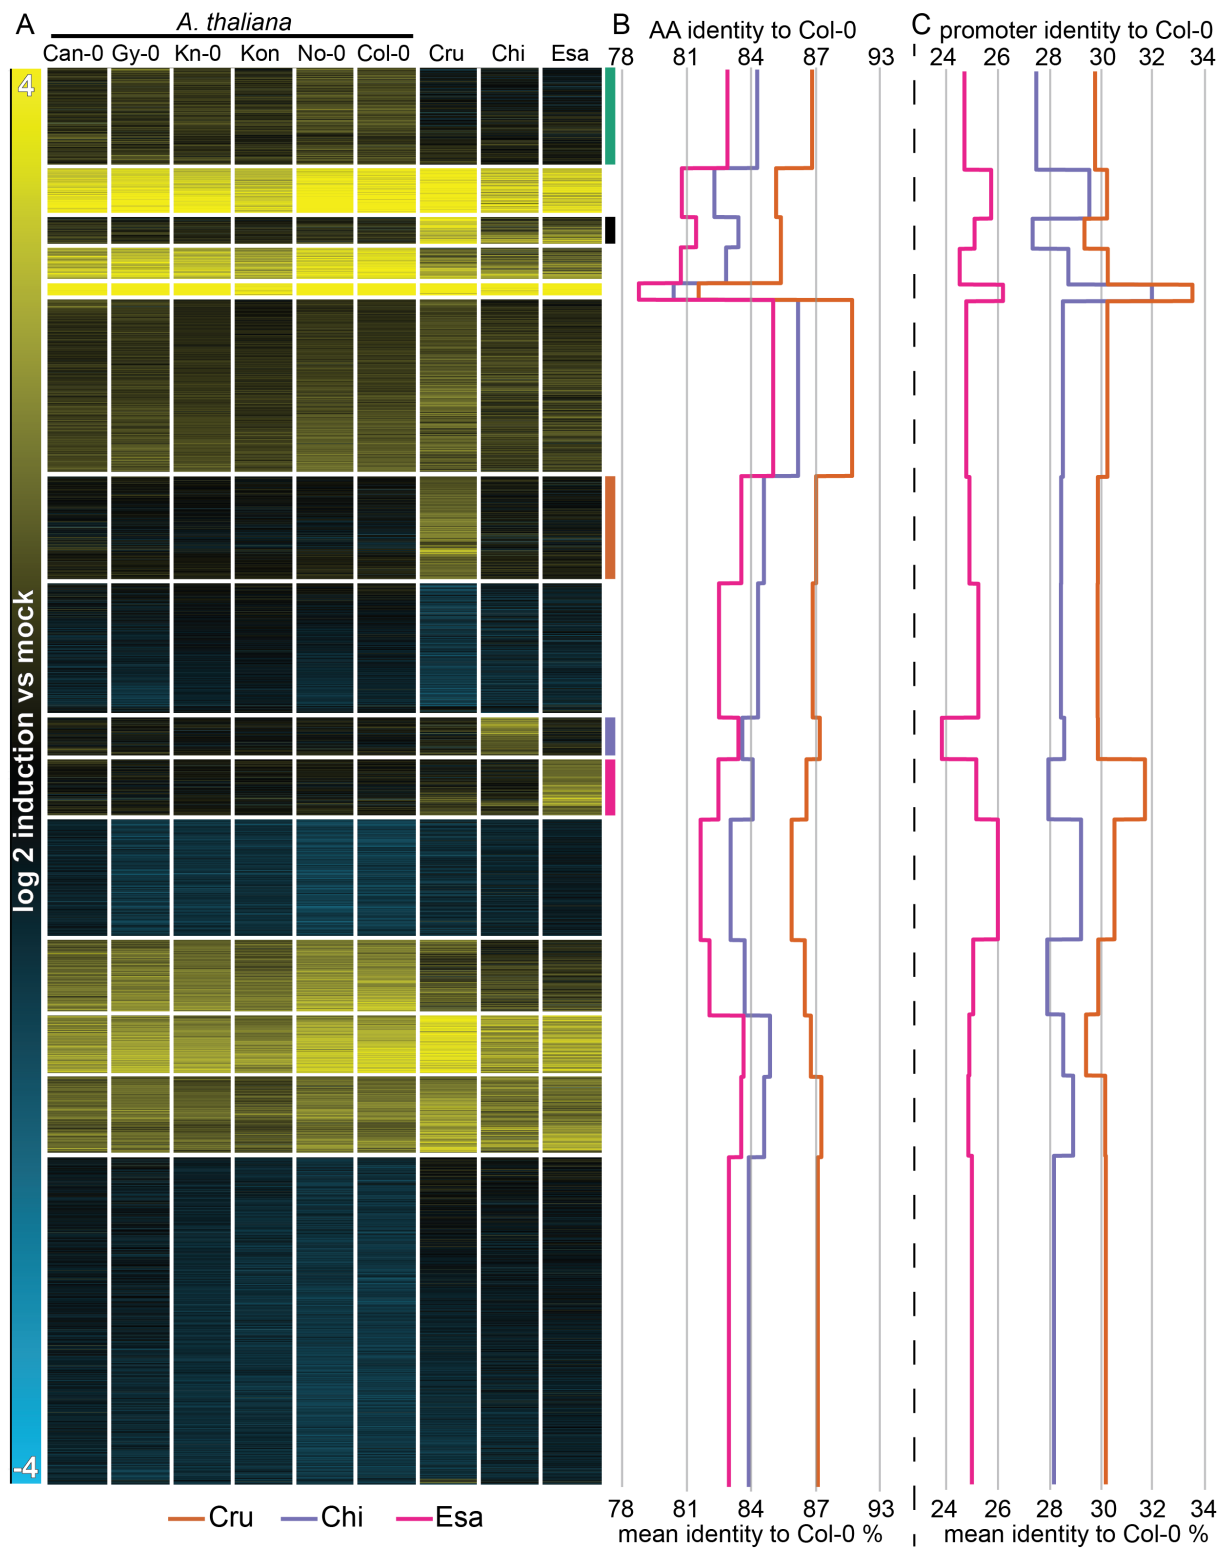 A
A. thaliana
Can-0 Gy-0 Kn-0 Kon No-0 Col-0 Cru Chi Esa
4
log 2 induction vs mock
-4
B
AA identity to Col-0
78 81 84 87 93
78 81 84 87 93
mean identity to Col-0 %
C
promoter identity to Col-0
24 26 28 30 32 34
24 26 28 30 32 34
mean identity to Col-0 %
Cru Chi Esa